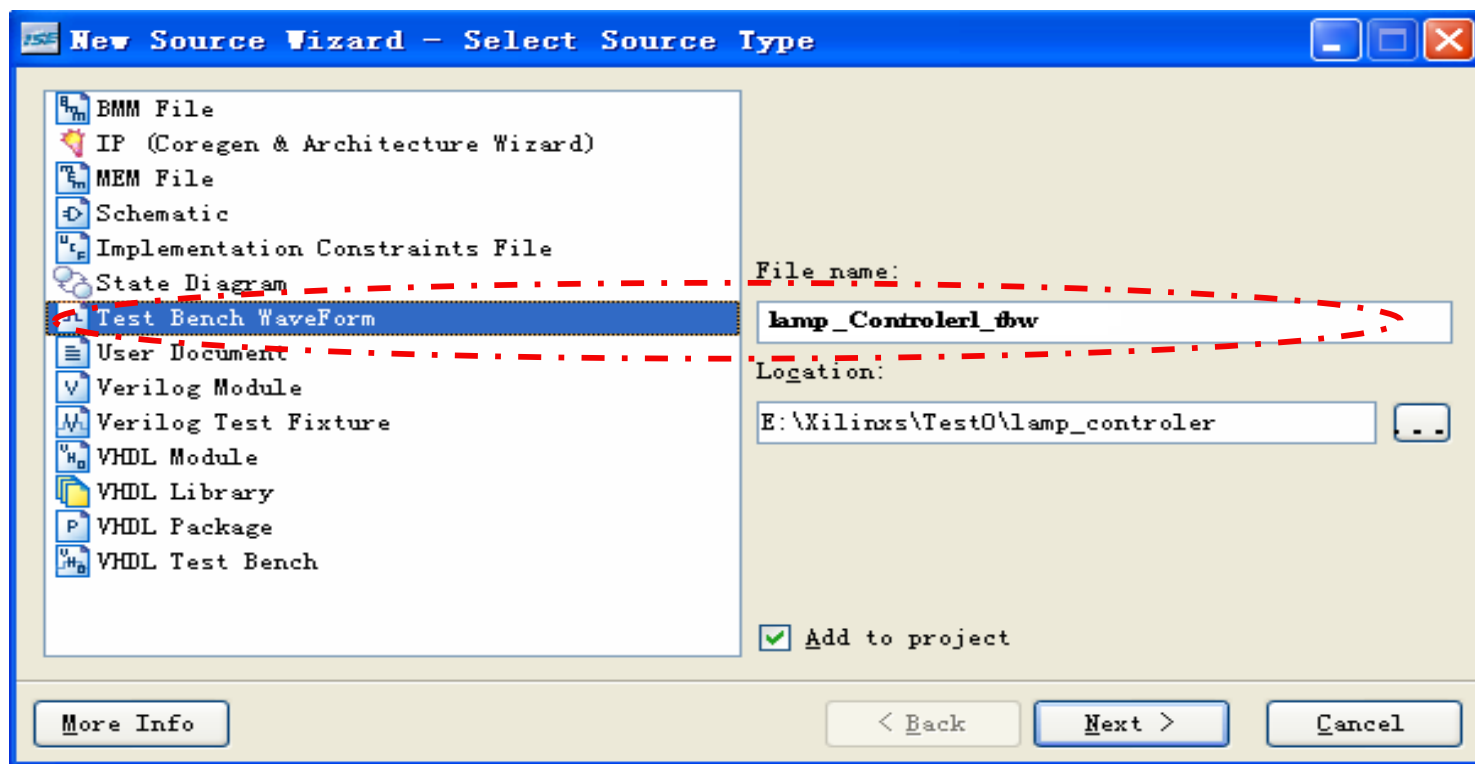 ISE New Source Wizard - Select Source Type
BMM File
IP (Coregen & Architecture Wizard)
MEM File
Schematic
Implementation Constraints File
State Diagram
Test Bench WaveForm
User Document
Verilog Module
Verilog Test Fixture
VHDL Module
VHDL Library
VHDL Package
VHDL Test Bench
File name:
lamp_Controlerl_tbw
Location:
E:\Xilinxs\Test0\lamp_controler
...
Add to project
More Info
< Back
Next >
Cancel